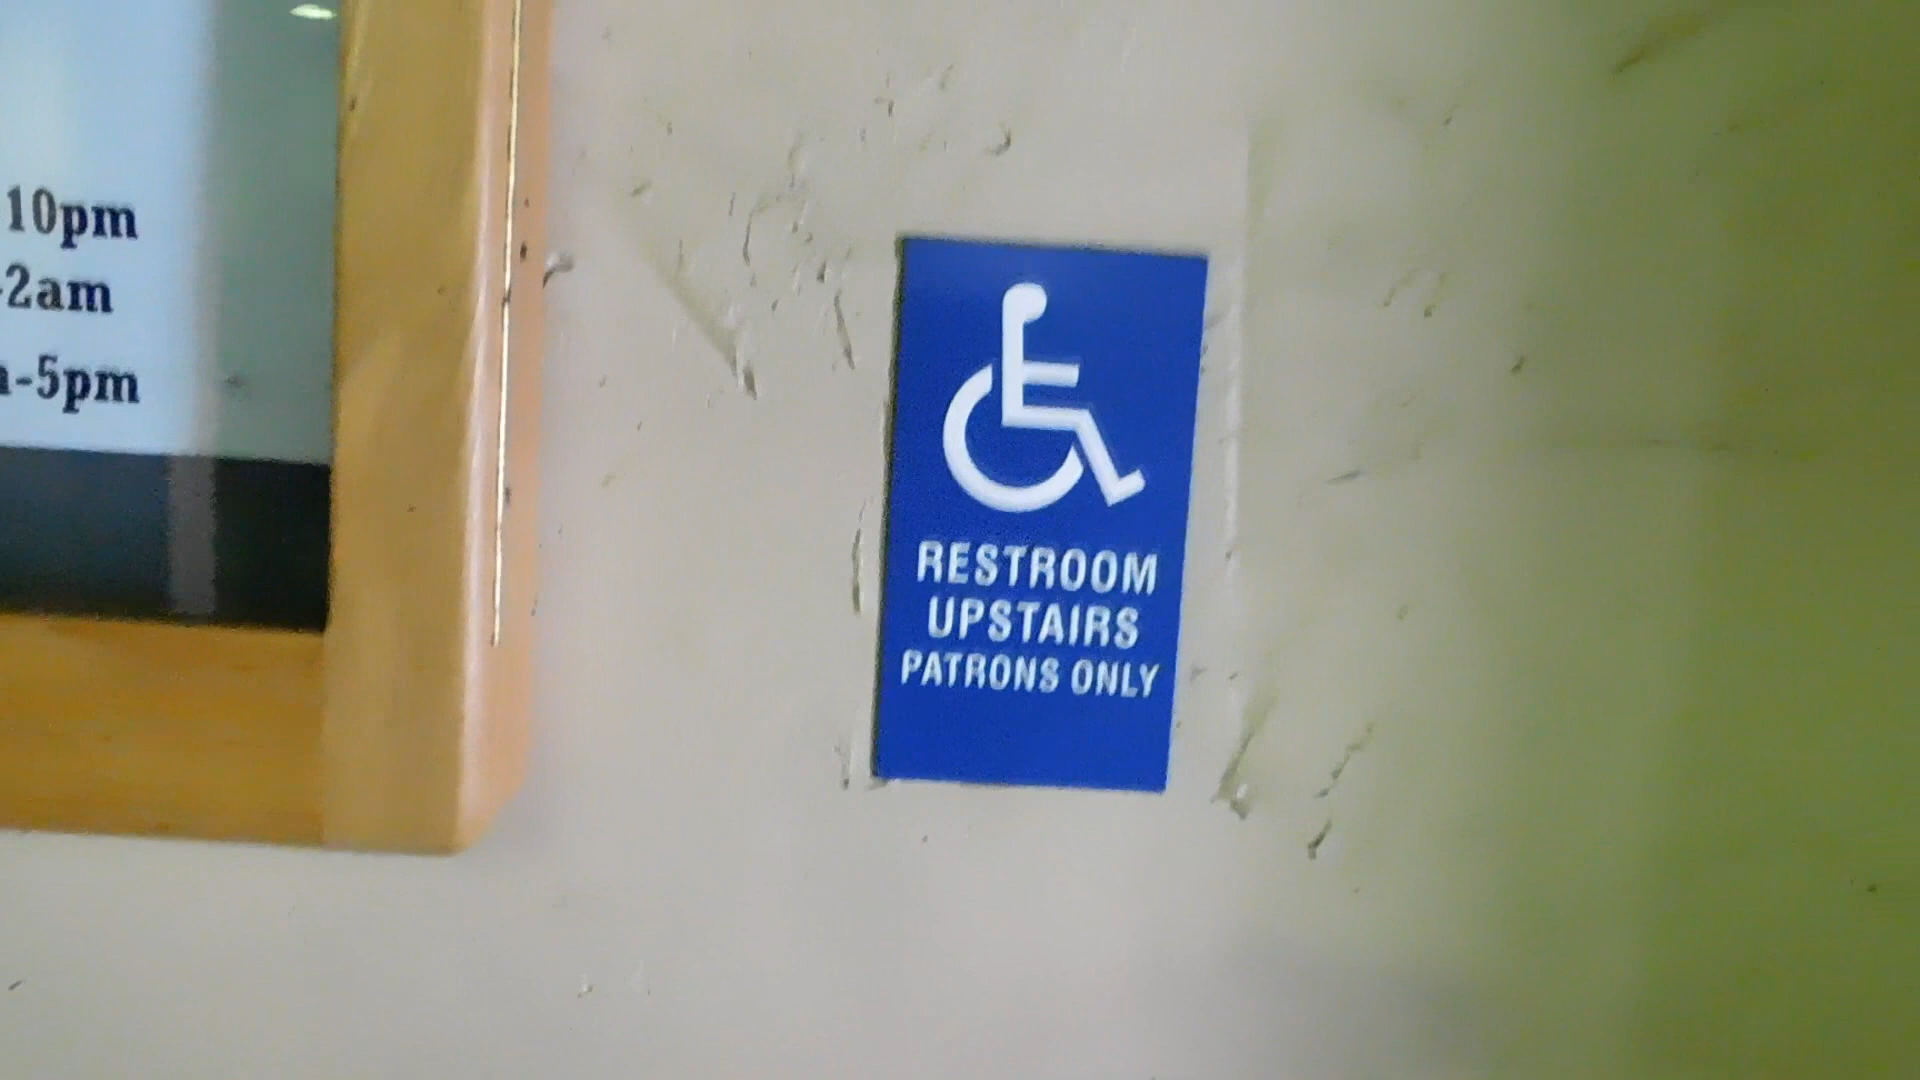 10pm
-2am
-5pm
RESTROOM
UPSTAIRS
PATRONS ONLY